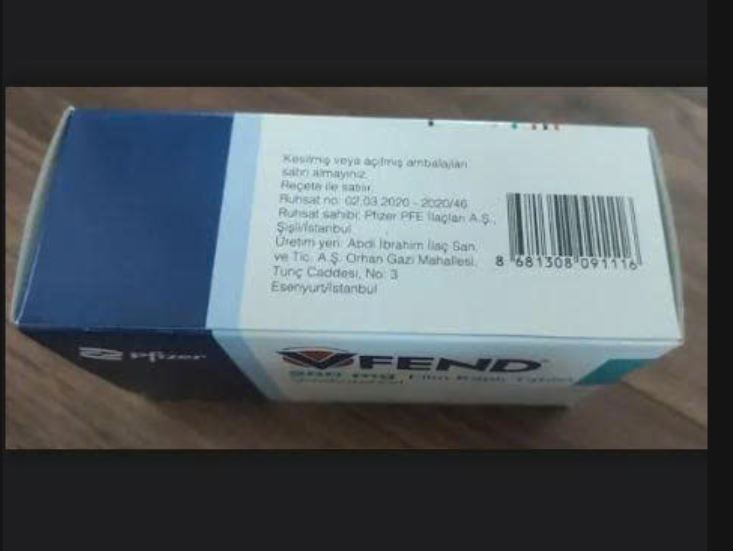 Kesilmiş veya açılmış ambalajları
satın almayınız.
Reçete ile satılır.
Ruhsat no: 02.03.2020 - 2020/46
Ruhsat sahibi: Pfizer PFE İlaçları A.Ş.,
Şişli/İstanbul
Üretim yeri: Abdi İbrahim İlaç San.
ve Tic. A.Ş. Orhan Gazi Mahallesi,
Tunç Caddesi, No: 3
Esenyurt/İstanbul
8 681308 091116
Pfizer
VFEND
mg Film Kaplı Tablet